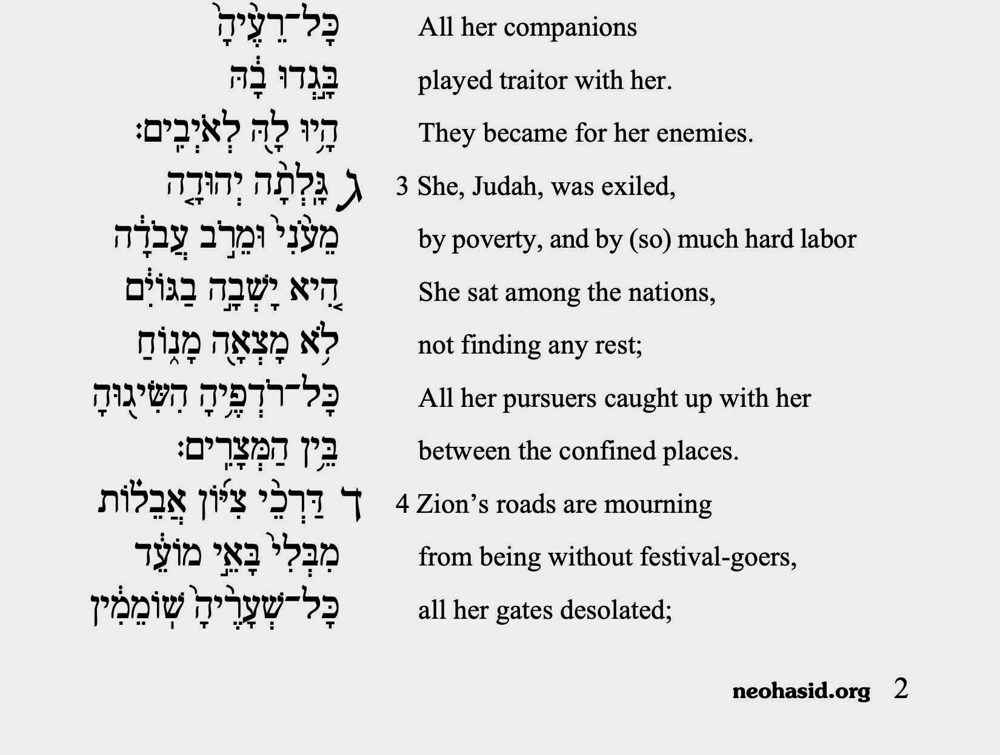 כָּל־רֵעֶ֙יהָ֙ All her companions
בָּ֣גְדוּ בָ֔הּ played traitor with her.
הָ֥יוּ לָ֖הּ לְאֹיְבִֽים׃ They became for her enemies.
ג גָּֽלְתָ֨ה יְהוּדָ֤ה 3 She, Judah, was exiled,
מֵעֹ֙נִי֙ וּמֵרֹ֣ב עֲבֹדָ֔ה by poverty, and by (so) much hard labor
הִ֚יא יָשְׁבָ֣ה בַגּוֹיִ֔ם She sat among the nations,
לֹ֥א מָצְאָ֖ה מָנ֑וֹחַ not finding any rest;
כָּל־רֹדְפֶ֥יהָ הִשִּׂיג֖וּהָ All her pursuers caught up with her
בֵּ֥ין הַמְּצָרִֽים׃ between the confined places.
ד דַּרְכֵ֨י צִיּ֜וֹן אֲבֵל֗וֹת 4 Zion’s roads are mourning
מִבְּלִי֙ בָּאֵ֣י מוֹעֵ֔ד from being without festival-goers,
כָּל־שְׁעָרֶ֙יהָ֙ שֽׁוֹמֵמִ֔ין all her gates desolated;
neohasid.org 2